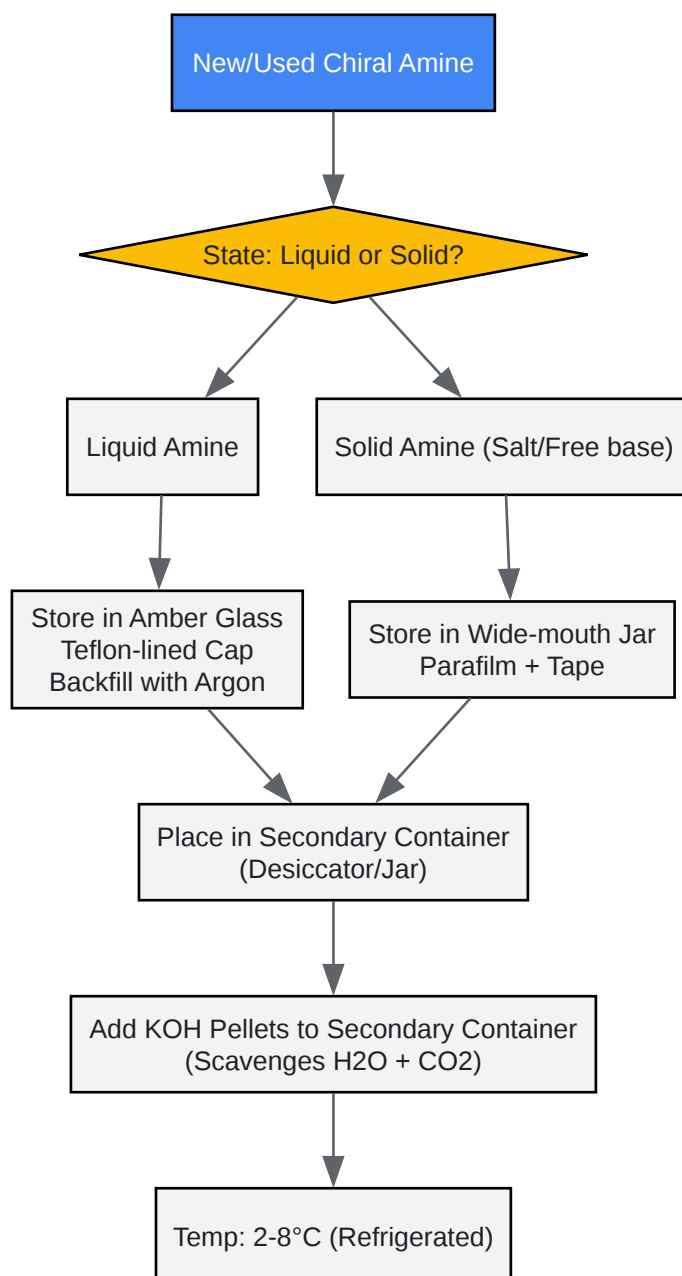 New/Used Chiral Amine
State: Liquid or Solid?
Liquid Amine
Solid Amine (Salt/Free base)
Store in Amber Glass
Teflon-lined Cap
Backfill with Argon
Store in Wide-mouth Jar
Parafilm + Tape
Place in Secondary Container
(Desiccator/Jar)
Add KOH Pellets to Secondary Container
(Scavenges H2O + CO2)
Temp: 2-8°C (Refrigerated)